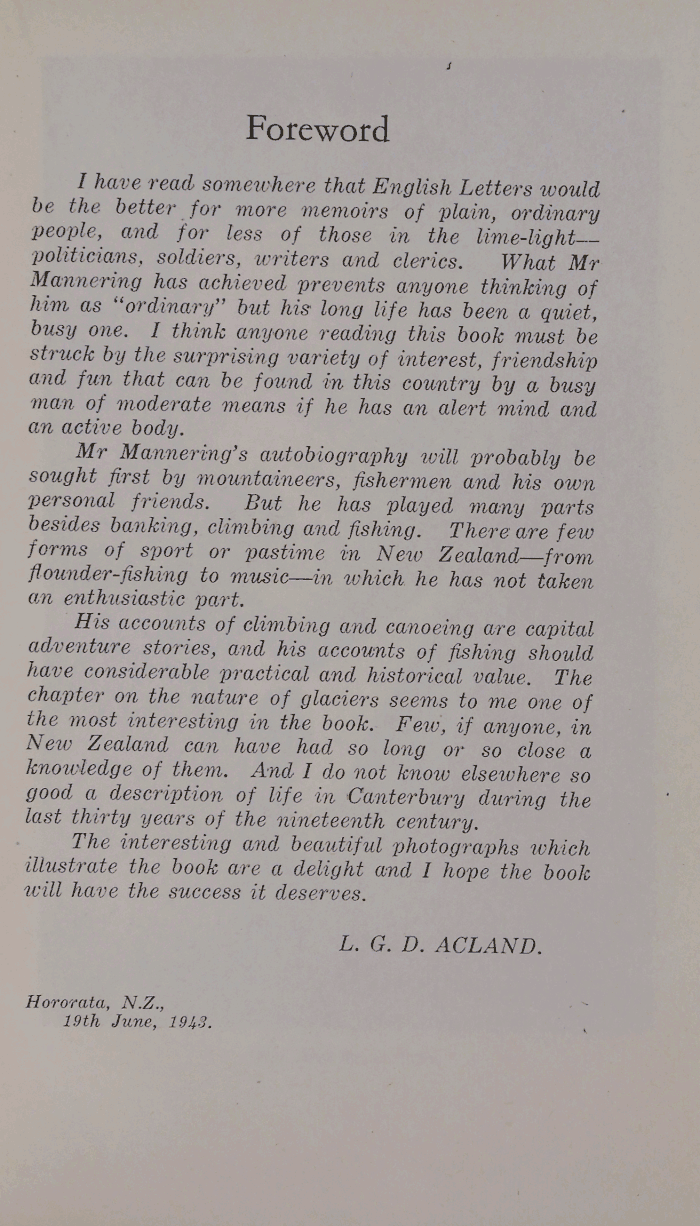 Foreword
I have read somewhere that English Letters would
be the better for more memoirs of plain, ordinary
people, and for less of those in the lime-light—
politicians, soldiers, writers and clerics. What Mr
Mannering has achieved prevents anyone thinking of
him as "ordinary" but his long life has been a quiet,
busy one. I think anyone reading this book must be
struck by the surprising variety of interest, friendship
and fun that can be found in this country by a busy
man of moderate means if he has an alert mind and
an active body.
Mr Mannering's autobiography will probably be
sought first by mountaineers, fishermen and his own
personal friends. But he has played many parts
besides banking, climbing and fishing. There are few
forms of sport or pastime in New Zealand—from
flounder-fishing to music—in which he has not taken
an enthusiastic part.
His accounts of climbing and canoeing are capital
adventure stories, and his accounts of fishing should
have considerable practical and historical value. The
chapter on the nature of glaciers seems to me one of
the most interesting in the book. Few, if anyone, in
New Zealand can have had so long or so close a
knowledge of them. And I do not know elsewhere so
good a description of life in Canterbury during the
last thirty years of the nineteenth century.
The interesting and beautiful photographs which
illustrate the book are a delight and I hope the book
will have the success it deserves.
L. G. D. ACLAND.
Hororata, N.Z.,
19th June, 1943.